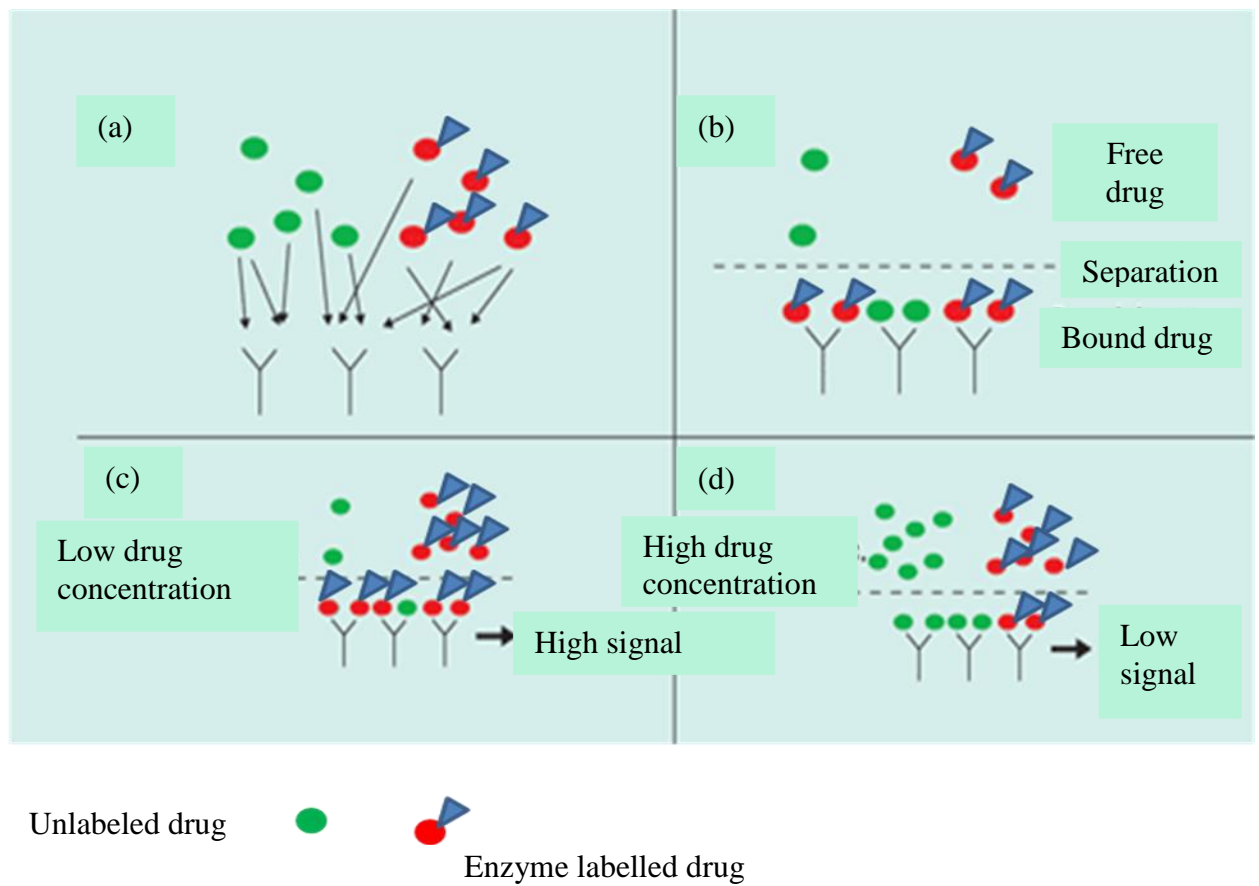 (a)
(b)
Free
drug
Separation
Bound drug
(c)
Low drug
concentration
High signal
(d)
High drug
concentration
Low
signal
Unlabeled drug
Enzyme labelled drug